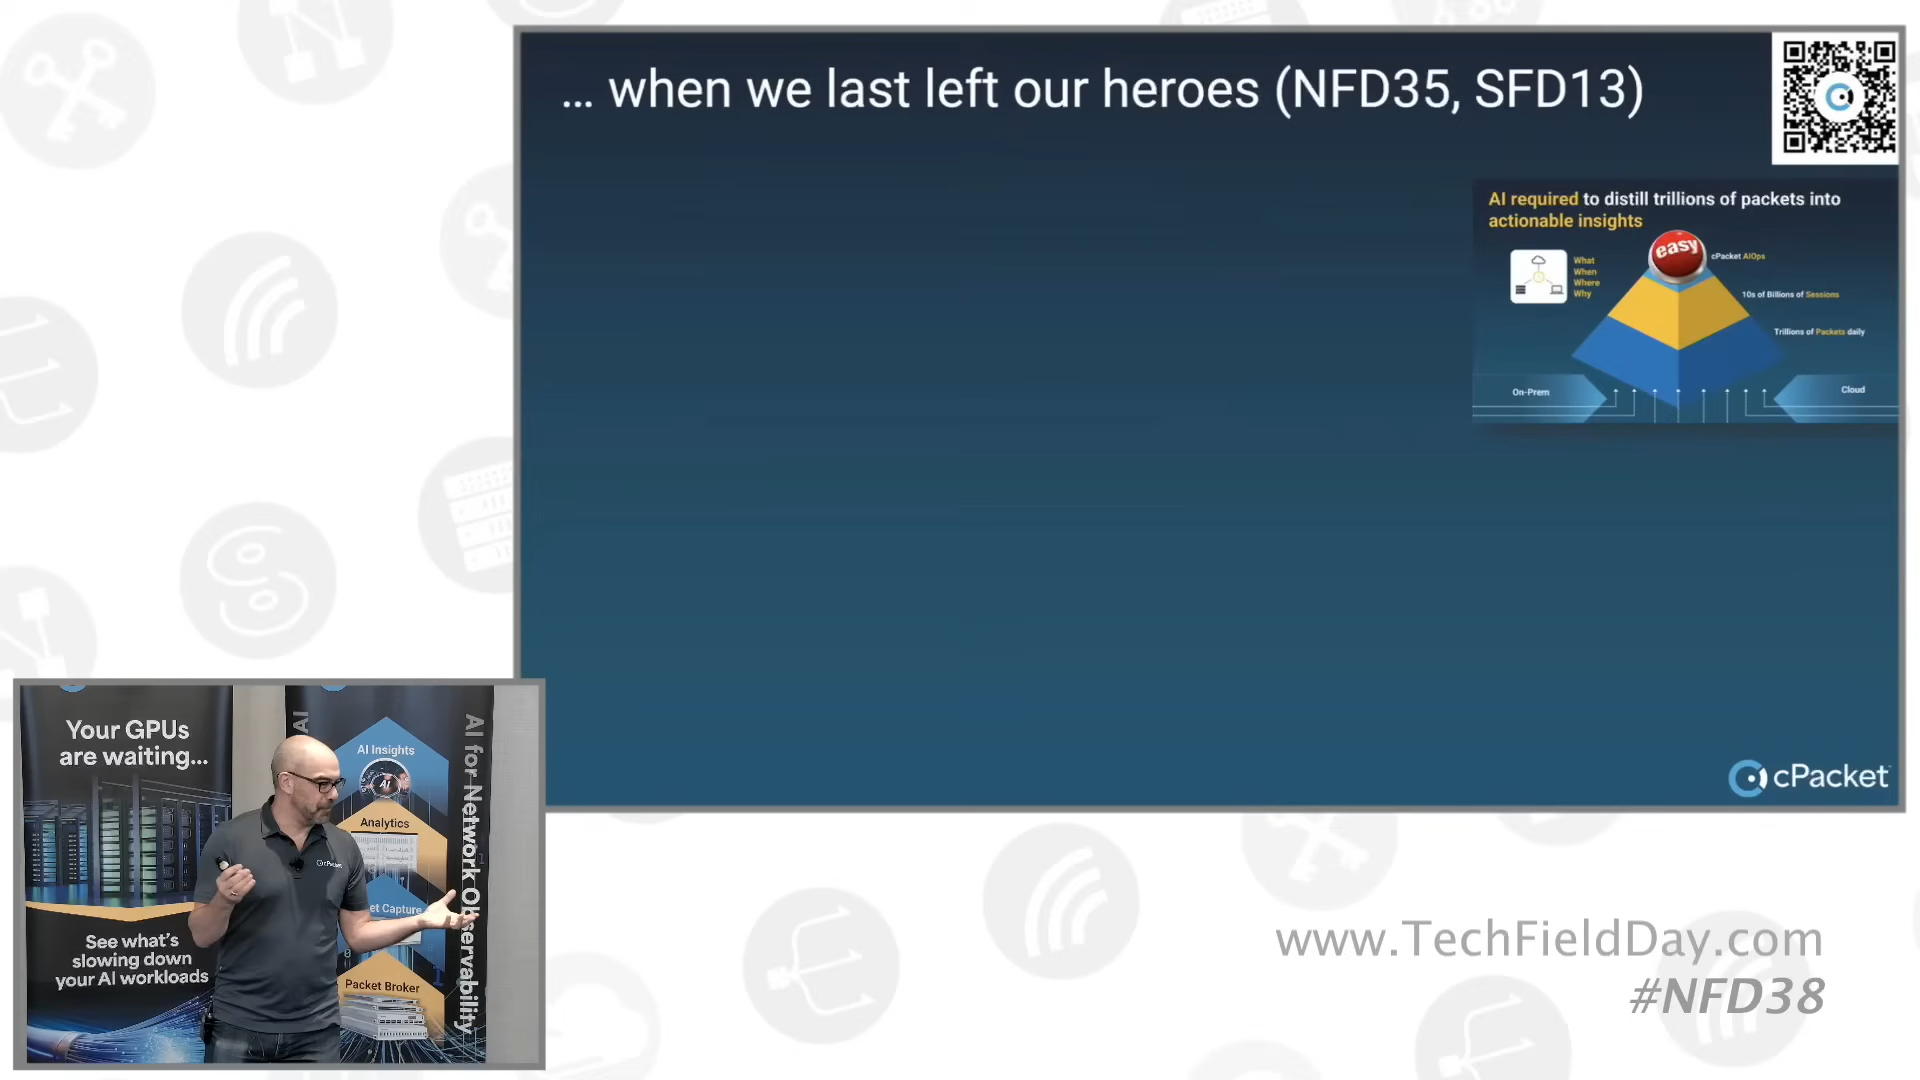 ... when we last left our heroes (NFD35, SFD13)
AI required to distill trillions of packets into
actionable insights
easy
cPacket AIOps
What
When
Where
Why
10s of Billions of Sessions
Trillions of Packets daily
On-Prem
Cloud
cPacket
Your GPUs
are waiting...
See what's
slowing down
your AI workloads
AI
AI Insights
AI
Analytics
et Capture
Packet Broker
AI for Network Observability
cPacket
www.TechFieldDay.com
#NFD38